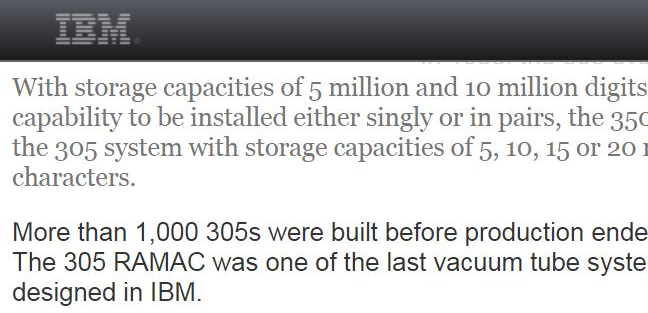 IBM
With storage capacities of 5 million and 10 million digits
capability to be installed either singly or in pairs, the 350
the 305 system with storage capacities of 5, 10, 15 or 20
characters.
More than 1,000 305s were built before production ende
The 305 RAMAC was one of the last vacuum tube syste
designed in IBM.